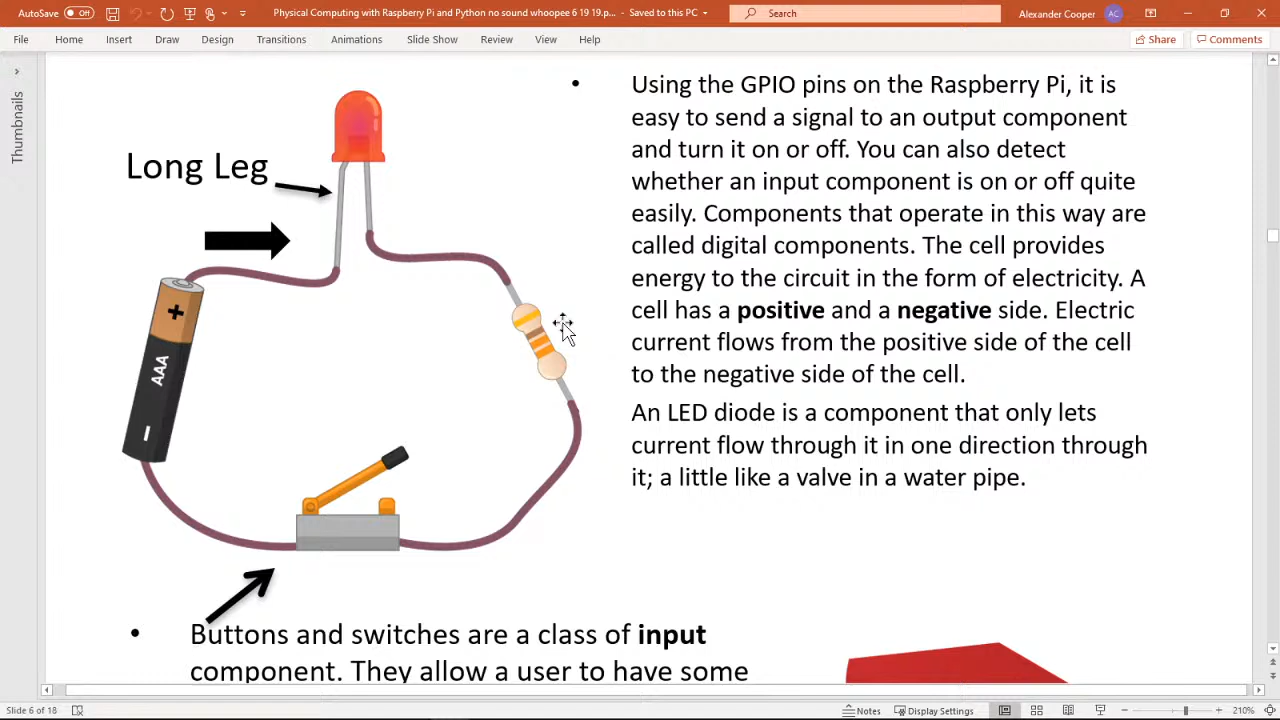 AutoSave Off Physical Computing with Raspberry Pi and Python no sound whoopee 6 19 19.p... - Saved to this PC Search Alexander Cooper AC
File Home Insert Draw Design Transitions Animations Slide Show Review View Help Share Comments
Thumbnails
Long Leg
+
AAA
-
• Using the GPIO pins on the Raspberry Pi, it is
easy to send a signal to an output component
and turn it on or off. You can also detect
whether an input component is on or off quite
easily. Components that operate in this way are
called digital components. The cell provides
energy to the circuit in the form of electricity. A
cell has a positive and a negative side. Electric
current flows from the positive side of the cell
to the negative side of the cell.
An LED diode is a component that only lets
current flow through it in one direction through
it; a little like a valve in a water pipe.
• Buttons and switches are a class of input
component. They allow a user to have some
Slide 6 of 18 Notes Display Settings 210%